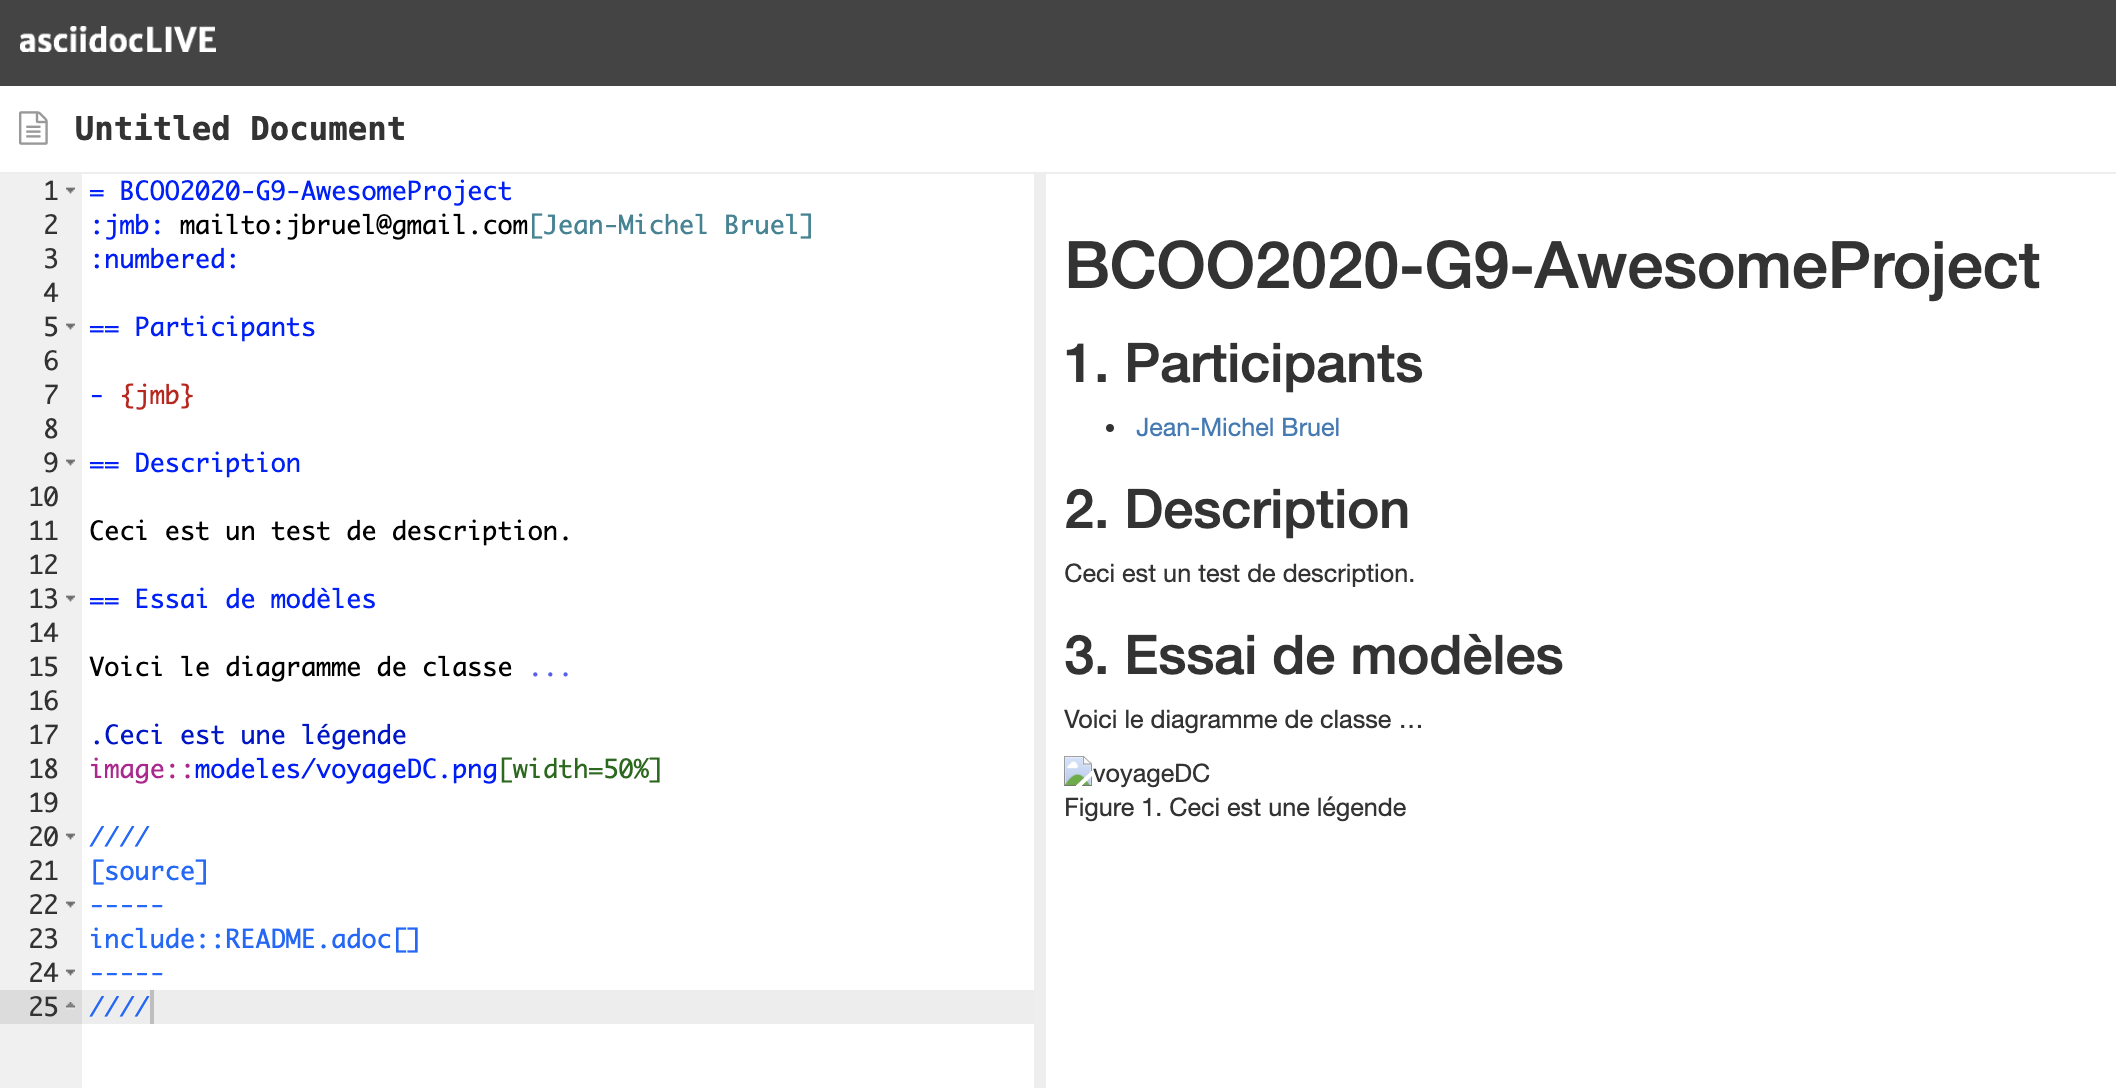 asciidocLIVE
Untitled Document
1 = BCOO2020-G9-AwesomeProject
2 :jmb: mailto:jbruel@gmail.com[Jean-Michel Bruel]
3 :numbered:
4
5 == Participants
6
7 - {jmb}
8
9 == Description
10
11 Ceci est un test de description.
12
13 == Essai de modèles
14
15 Voici le diagramme de classe ...
16
17 .Ceci est une légende
18 image::modeles/voyageDC.png[width=50%]
19
20 ////
21 [source]
22 -----
23 include::README.adoc[]
24 -----
25 ////
BCOO2020-G9-AwesomeProject
1. Participants
• Jean-Michel Bruel
2. Description
Ceci est un test de description.
3. Essai de modèles
Voici le diagramme de classe …
voyageDC
Figure 1. Ceci est une légende